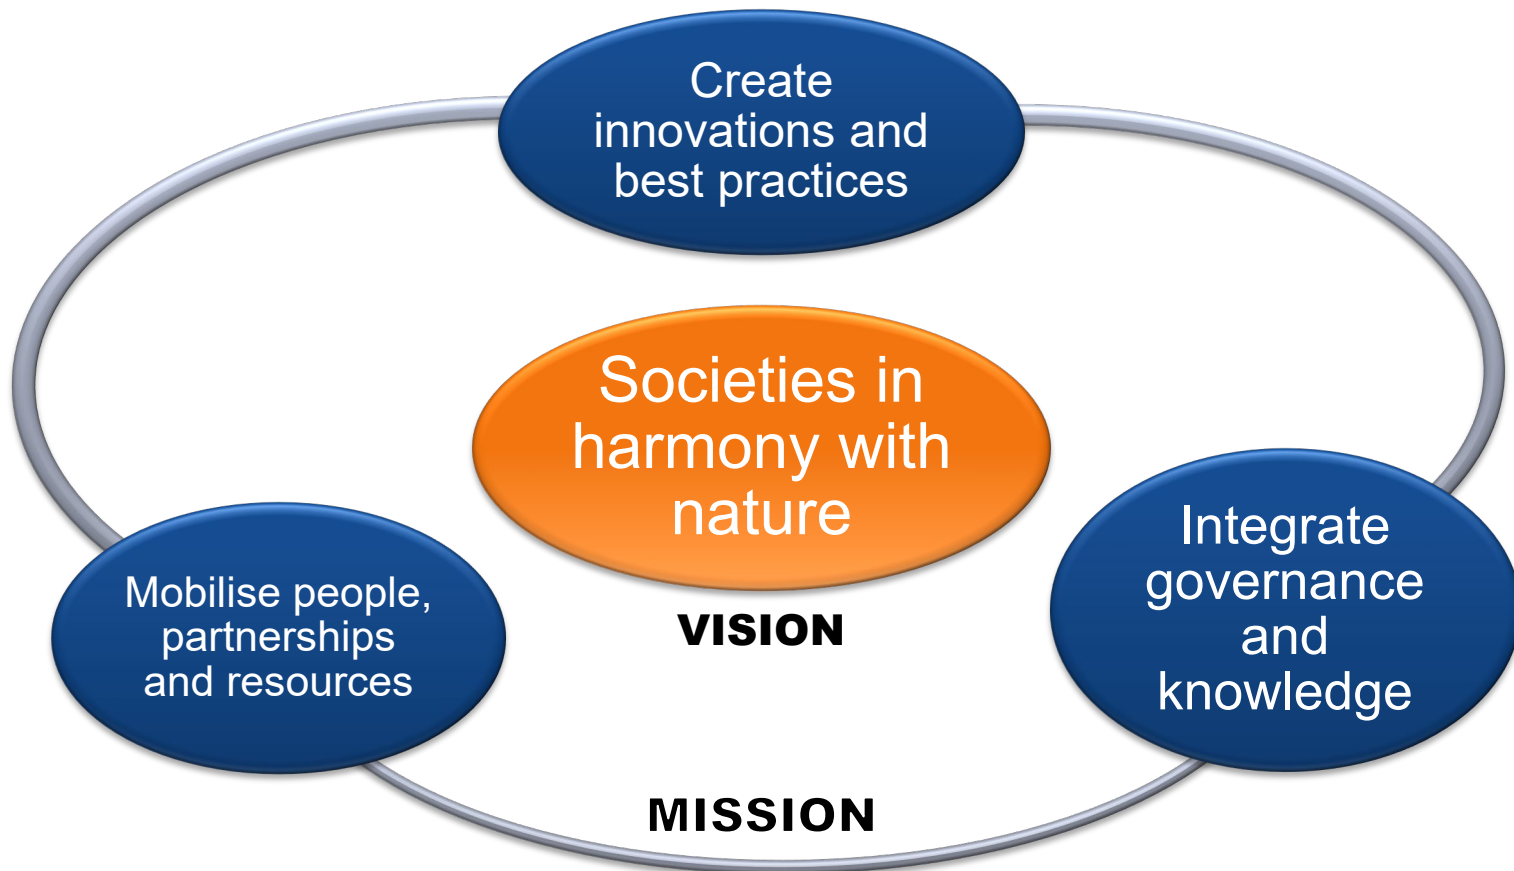 Create
innovations and
best practices
Societies in
harmony with
nature
VISION
Integrate
governance
and
knowledge
Mobilise people,
partnerships
and resources
MISSION